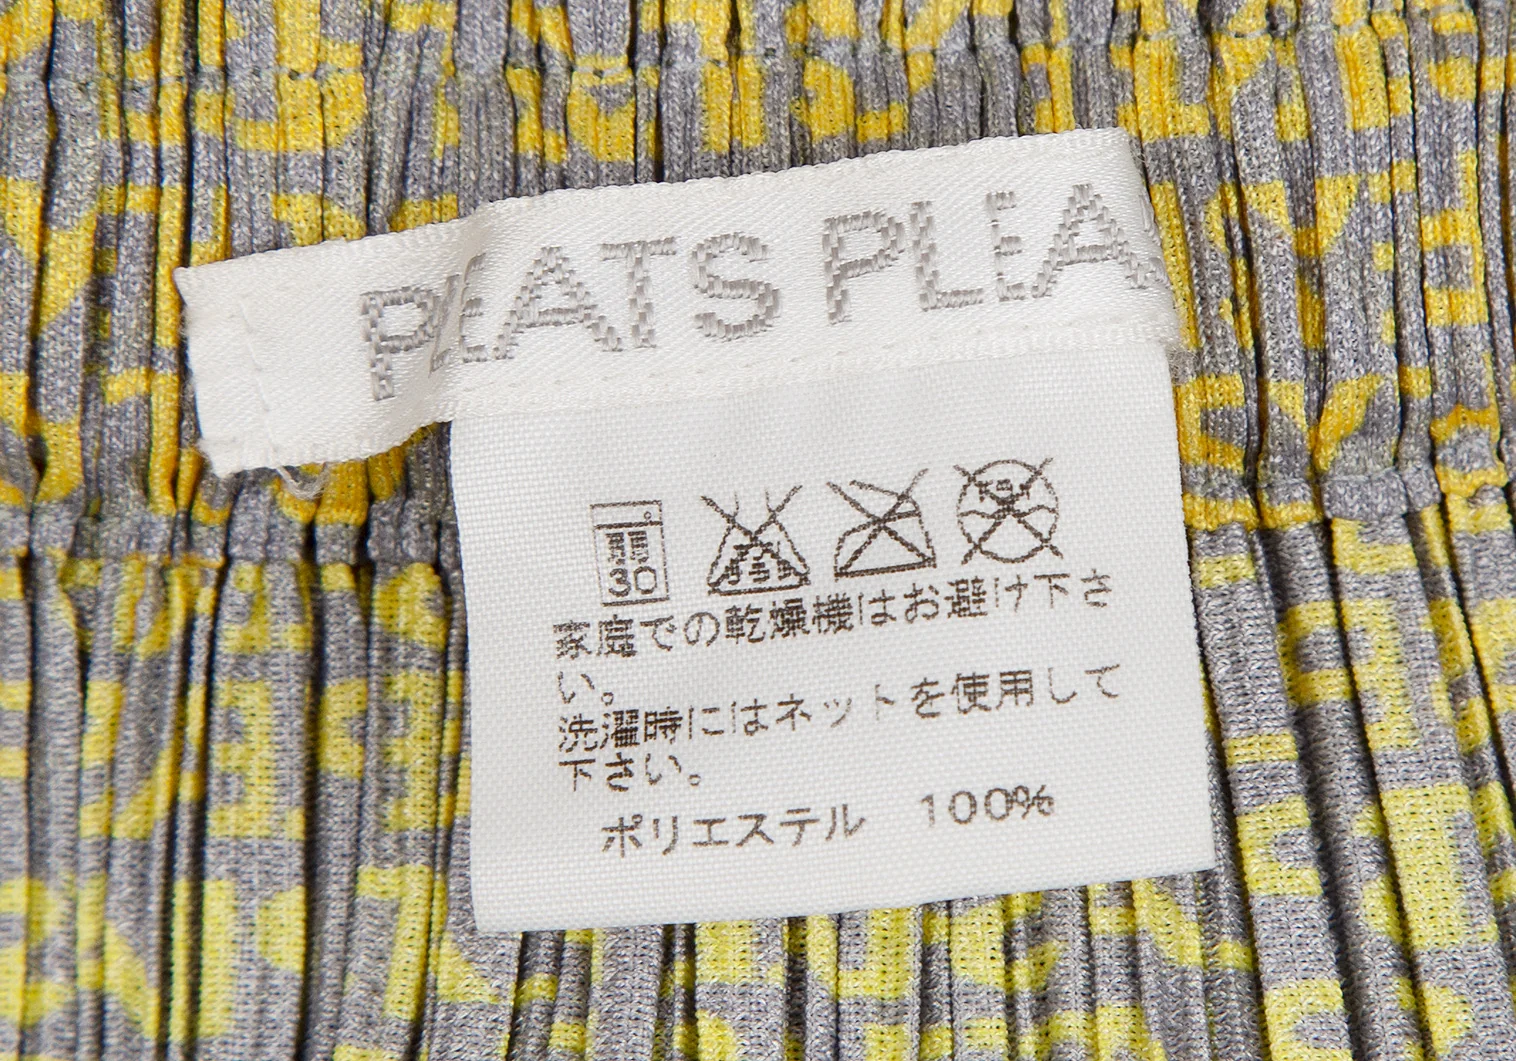 PLEATS PLEA
30
家庭での乾燥機はお避け下さ
い。
洗濯時にはネットを使用して
下さい。
ポリエステル 100%